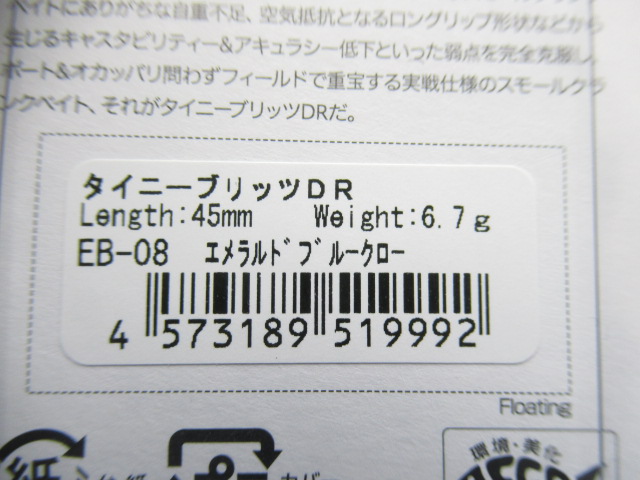 ベイトにありがちな自重不足、空気抵抗となるロングリップ形状などから
生じるキャスタビリティー&アキュラシー低下といった弱点を完全克服し、
ポート&オカッパリ問わずフィールドで重宝する実戦仕様のスモールクラ
ンクベイト、それがタイニーブリッツDRだ。
タイニーブリッツDR
Length:45mm Weight:6.7g
EB-08 エメラルドブルークロー
4 573189 519992
Floating
環境・美化
紙